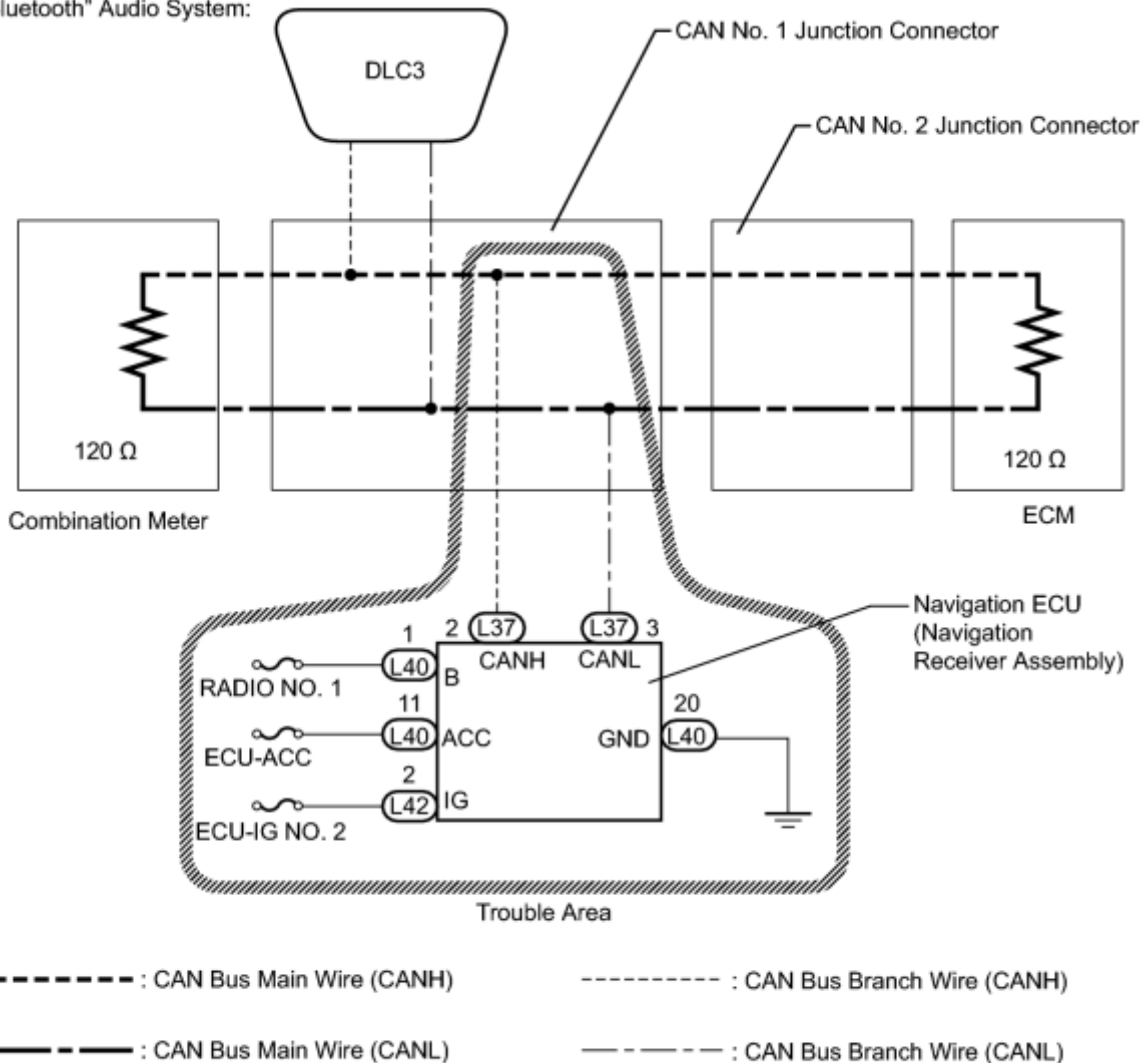 luetooth" Audio System:
DLC3
CAN No. 1 Junction Connector
CAN No. 2 Junction Connector
120 Ω
120 Ω
Combination Meter
ECM
Navigation ECU
(Navigation
Receiver Assembly)
1
2
L37
L37
3
CANH
CANL
L40
B
RADIO NO. 1
11
L40
ACC
ECU-ACC
2
L42
IG
ECU-IG NO. 2
20
GND
L40
Trouble Area
: CAN Bus Main Wire (CANH)
: CAN Bus Branch Wire (CANH)
: CAN Bus Main Wire (CANL)
: CAN Bus Branch Wire (CANL)